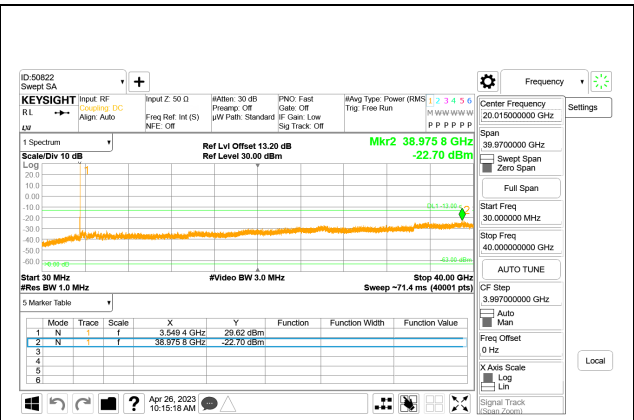 ID:50822
Swept SA
+
Frequency
KEYSIGHT
RL
LXI
Input: RF
Coupling: DC
Align: Auto
Input Z: 50 Ω
Freq Ref: Int (S)
NFE: Off
#Atten: 30 dB
Preamp: Off
µW Path: Standard
PNO: Fast
Gate: Off
IF Gain: Low
Sig Track: Off
#Avg Type: Power (RMS
Trig: Free Run
1 2 3 4 5 6
M W W W W W
P P P P P P
Settings
Center Frequency
20.015000000 GHz
Span
39.9700000 GHz
Swept Span
Zero Span
Full Span
Start Freq
30.000000 MHz
Stop Freq
40.000000000 GHz
AUTO TUNE
CF Step
3.997000000 GHz
Auto
Man
Freq Offset
0 Hz
X Axis Scale
Log
Lin
Signal Track
(Span Zoom)
Local
1 Spectrum
Scale/Div 10 dB
Ref Lvl Offset 13.20 dB
Ref Level 30.00 dBm
Mkr2 38.975 8 GHz
-22.70 dBm
Log
20.0
10.0
0.00
-10.0
-20.0
-30.0
-40.0
-50.0
-60.0
1
2
DL1 -13.00
Start 30 MHz
#Res BW 1.0 MHz
#Video BW 3.0 MHz
Stop 40.00 GHz
Sweep ~71.4 ms (40001 pts)
5 Marker Table
Mode Trace Scale X Y Function Function Width Function Value
1 N 1 f 3.549 4 GHz 29.62 dBm
2 N 1 f 38.975 8 GHz -22.70 dBm
3
4
5
6
?
Apr 26, 2023
10:15:18 AM